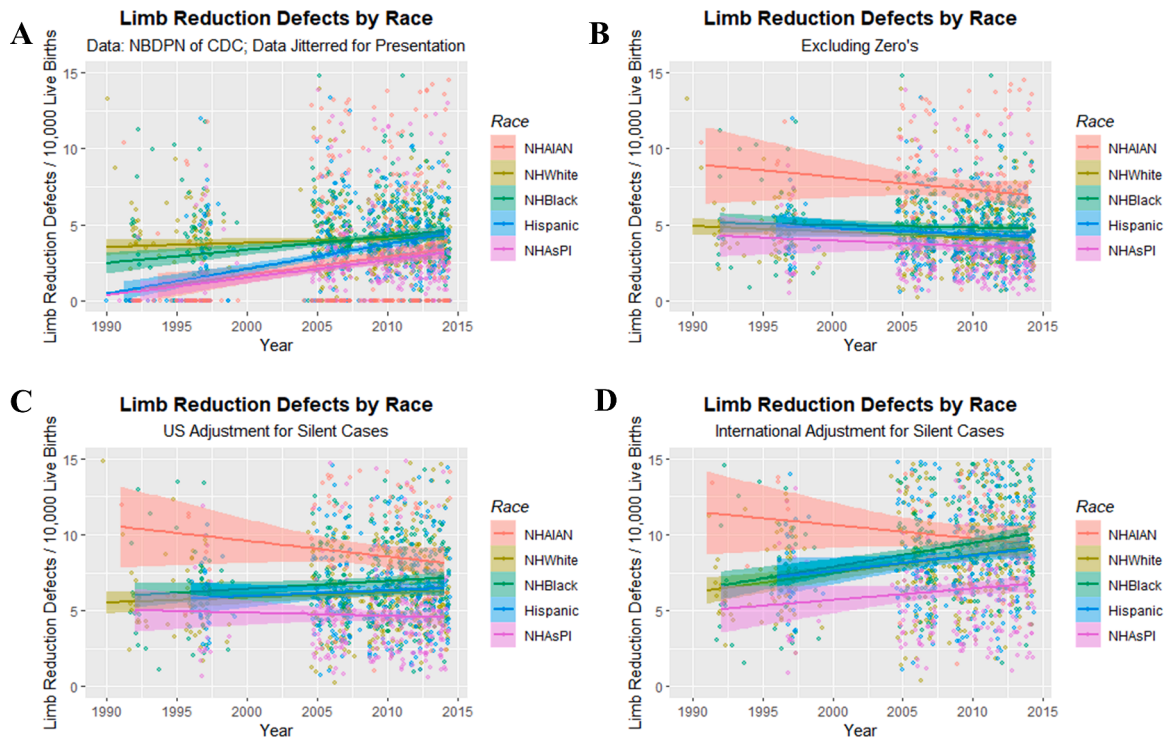 A
Limb Reduction Defects by Race
Data: NBDPN of CDC; Data Jitterred for Presentation
Limb Reduction Defects / 10,000 Live Births
15
10
5
0
1990 1995 2000 2005 2010 2015
Year
Race
NHAIAN
NHWhite
NHBlack
Hispanic
NHAsPI
B
Limb Reduction Defects by Race
Excluding Zero's
Limb Reduction Defects / 10,000 Live Births
15
10
5
0
1990 1995 2000 2005 2010 2015
Year
Race
NHAIAN
NHWhite
NHBlack
Hispanic
NHAsPI
C
Limb Reduction Defects by Race
US Adjustment for Silent Cases
Limb Reduction Defects / 10,000 Live Births
15
10
5
0
1990 1995 2000 2005 2010 2015
Year
Race
NHAIAN
NHWhite
NHBlack
Hispanic
NHAsPI
D
Limb Reduction Defects by Race
International Adjustment for Silent Cases
Limb Reduction Defects / 10,000 Live Births
15
10
5
0
1990 1995 2000 2005 2010 2015
Year
Race
NHAIAN
NHWhite
NHBlack
Hispanic
NHAsPI